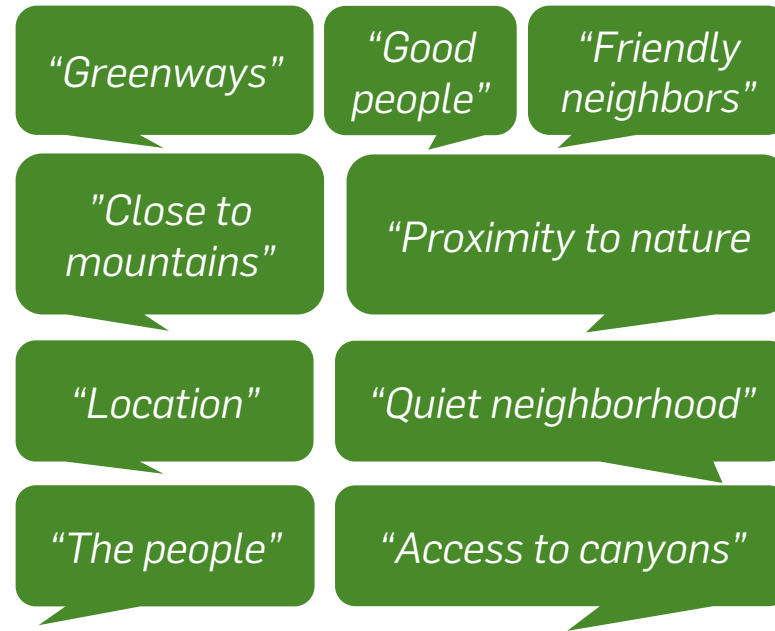 “Greenways”
“Good
people”
“Friendly
neighbors”
”Close to
mountains”
“Proximity to nature
“Location”
“Quiet neighborhood”
“The people”
“Access to canyons”